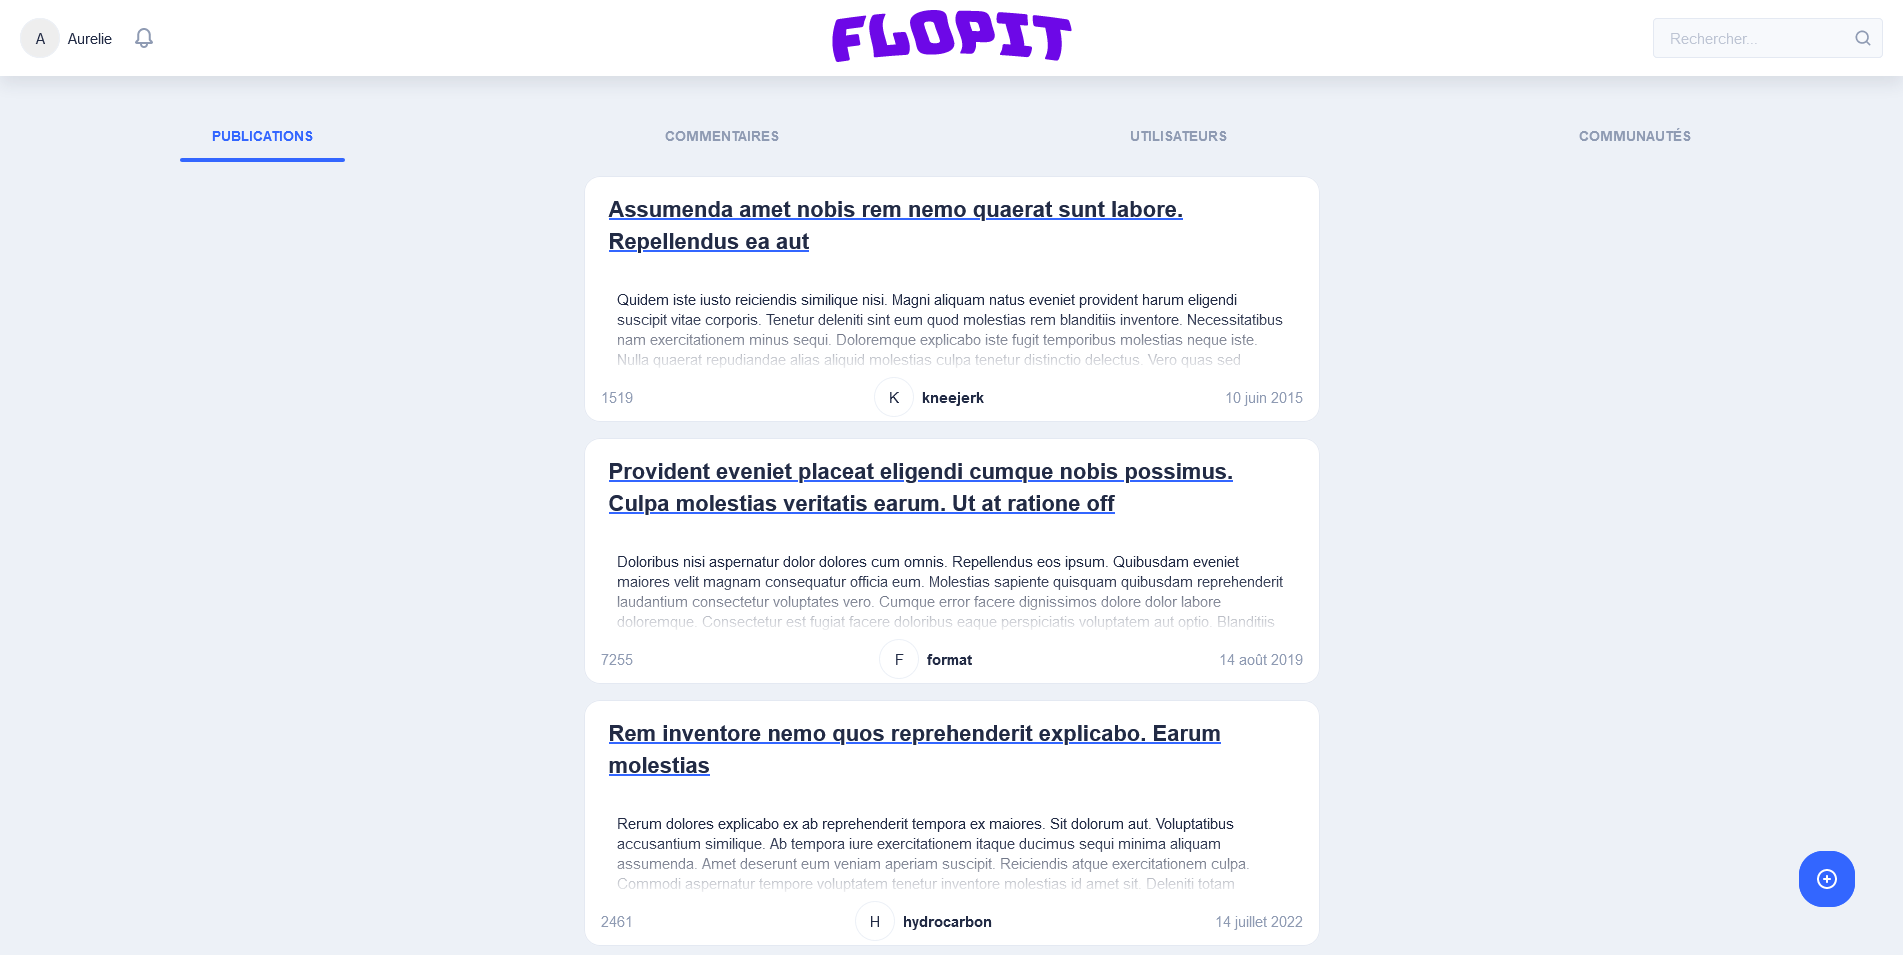 A Aurelie
FLOPIT
Rechercher...
PUBLICATIONS
COMMENTAIRES
UTILISATEURS
COMMUNAUTÉS
Assumenda amet nobis rem nemo quaerat sunt labore.
Repellendus ea aut
Quidem iste iusto reiciendis similique nisi. Magni aliquam natus eveniet provident harum eligendi
suscipit vitae corporis. Tenetur deleniti sint eum quod molestias rem blanditiis inventore. Necessitatibus
nam exercitationem minus sequi. Doloremque explicabo iste fugit temporibus molestias neque iste.
Nulla quaerat repudiandae alias aliquid molestias culpa tenetur distinctio delectus. Vero quas sed
1519
K kneejerk
10 juin 2015
Provident eveniet placeat eligendi cumque nobis possimus.
Culpa molestias veritatis earum. Ut at ratione off
Doloribus nisi aspernatur dolor dolores cum omnis. Repellendus eos ipsum. Quibusdam eveniet
maiores velit magnam consequatur officia eum. Molestias sapiente quisquam quibusdam reprehenderit
laudantium consectetur voluptates vero. Cumque error facere dignissimos dolore dolor labore
doloremque. Consectetur est fugiat facere doloribus eaque perspiciatis voluptatem aut optio. Blanditiis
7255
F format
14 août 2019
Rem inventore nemo quos reprehenderit explicabo. Earum
molestias
Rerum dolores explicabo ex ab reprehenderit tempora ex maiores. Sit dolorum aut. Voluptatibus
accusantium similique. Ab tempora iure exercitationem itaque ducimus sequi minima aliquam
assumenda. Amet deserunt eum veniam aperiam suscipit. Reiciendis atque exercitationem culpa.
Commodi aspernatur tempore voluptatem tenetur inventore molestias id amet sit. Deleniti totam
2461
H hydrocarbon
14 juillet 2022